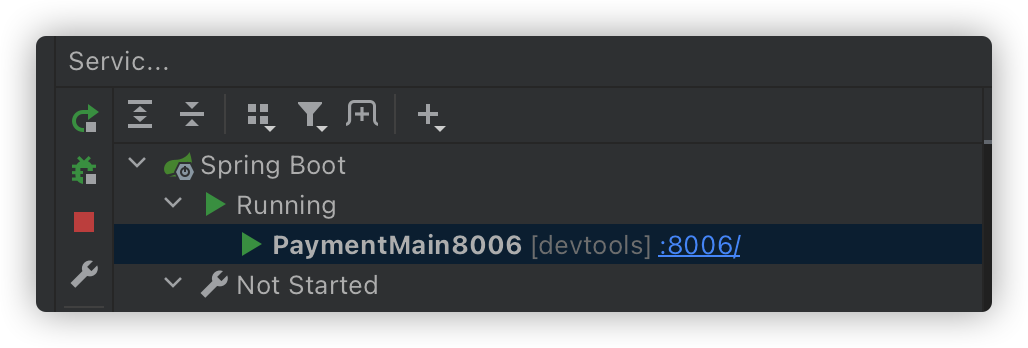 Servic...
Spring Boot
Running
PaymentMain8006 [devtools] :8006/
Not Started